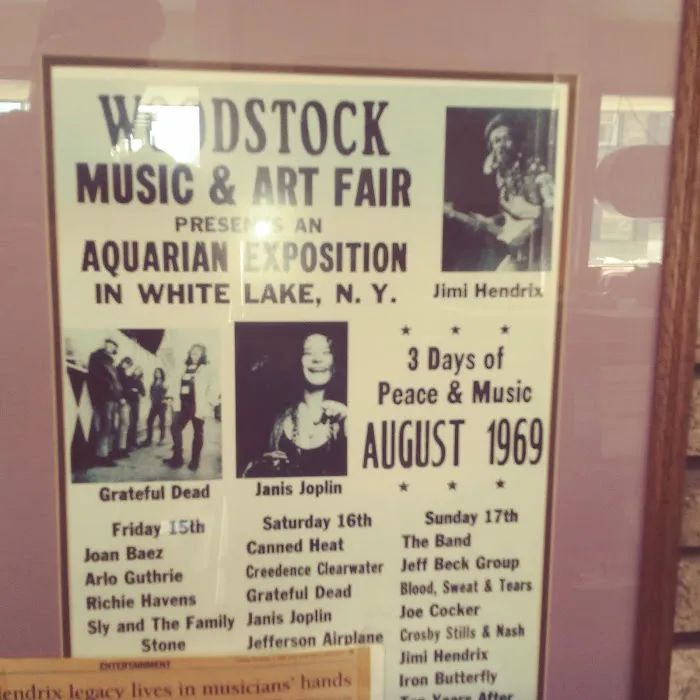 WOODSTOCK
MUSIC & ART FAIR
PRESENTS AN
AQUARIAN EXPOSITION
IN WHITE LAKE, N. Y.
Jimi Hendrix
3 Days of
Peace & Music
AUGUST 1969
Grateful Dead
Janis Joplin
Friday 15th
Joan Baez
Arlo Guthrie
Richie Havens
Sly and The Family
Stone
Saturday 16th
Canned Heat
Creedence Clearwater
Grateful Dead
Janis Joplin
Jefferson Airplane
Sunday 17th
The Band
Jeff Beck Group
Blood, Sweat & Tears
Joe Cocker
Crosby Stills & Nash
Jimi Hendrix
Iron Butterfly
Ten Years After
ENTERTAINMENT
endrix legacy lives in musicians' hands